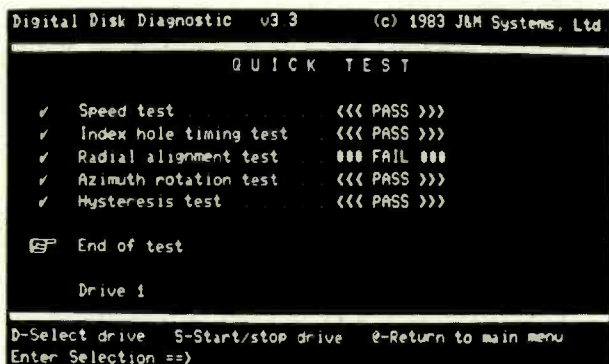 Digital Disk Diagnostic v3.3 (c) 1983 J&M Systems, Ltd
QUICK TEST
✓ Speed test . . . . . . . . <<< PASS >>>
✓ Index hole timing test . . <<< PASS >>>
✓ Radial alignment test . . . ### FAIL ###
✓ Azimuth rotation test . . . <<< PASS >>>
✓ Hysteresis test . . . . . . <<< PASS >>>
☞ End of test
Drive 1
D-Select drive S-Start/stop drive @-Return to main menu
Enter Selection ==>